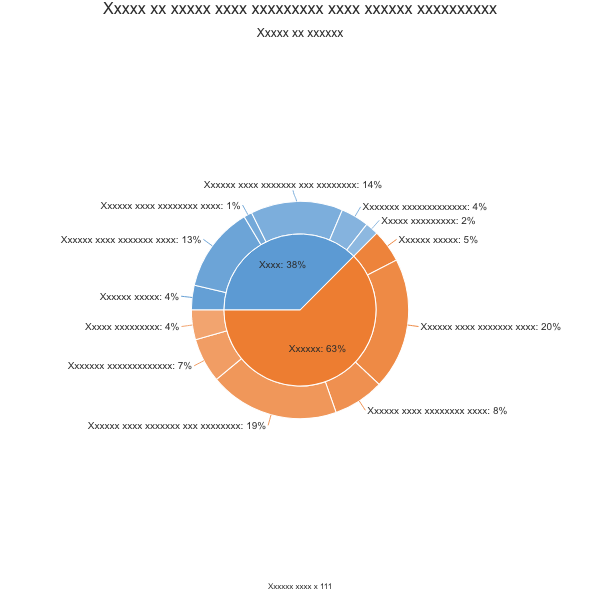 Xxxxx xx xxxxx xxxx xxxxxxxxx xxxx xxxxxx xxxxxxxxxx
Xxxxx xx xxxxxx
Xxxxxx xxxx xxxxxxx xxx xxxxxxxx: 14%
Xxxxxx xxxx xxxxxxxx xxxx: 1%
Xxxxxxx xxxxxxxxxxxxx: 4%
Xxxxx xxxxxxxxx: 2%
Xxxxxx xxxx xxxxxxx xxxx: 13%
Xxxxxx xxxxx: 5%
Xxxx: 38%
Xxxxxx xxxxx: 4%
Xxxxx xxxxxxxxx: 4%
Xxxxxx xxxx xxxxxxx xxxx: 20%
Xxxxxx: 63%
Xxxxxxx xxxxxxxxxxxxx: 7%
Xxxxxx xxxx xxxxxxxx xxxx: 8%
Xxxxxx xxxx xxxxxxx xxx xxxxxxxx: 19%
Xxxxxx xxxx x 111